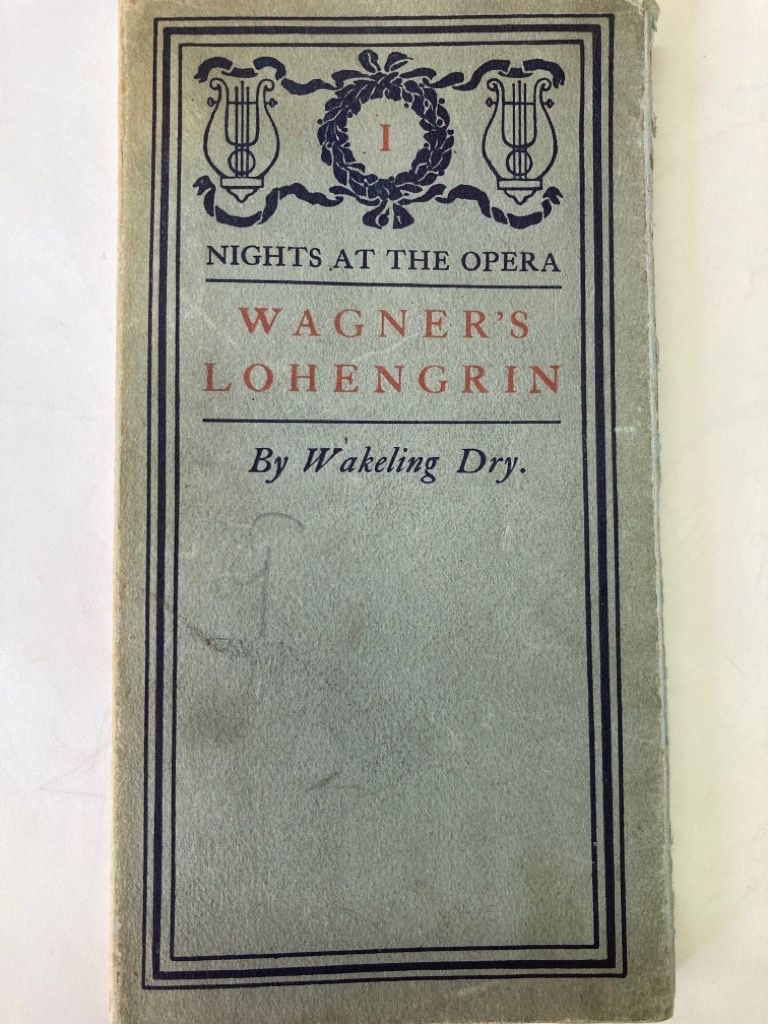 I
NIGHTS AT THE OPERA
WAGNER'S
LOHENGRIN
By Wakeling Dry.